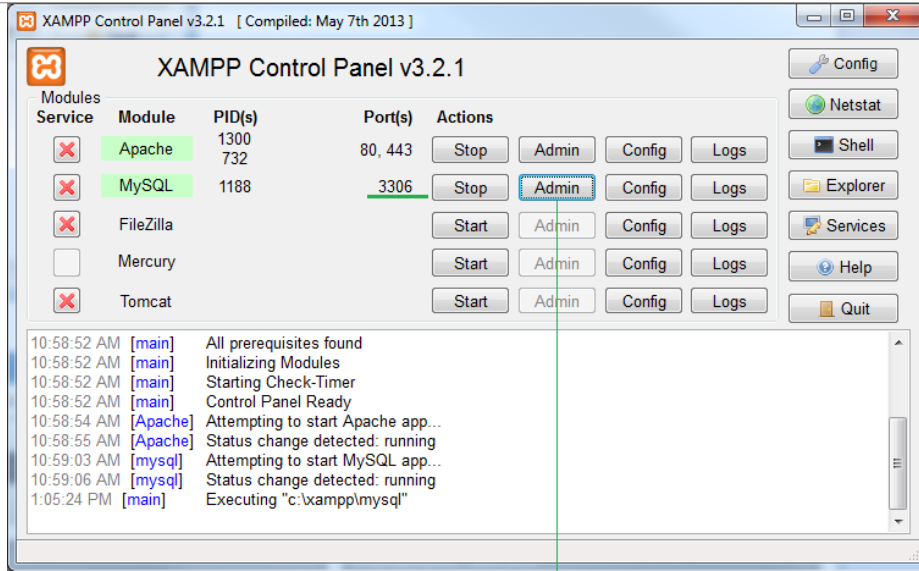 XAMPP Control Panel v3.2.1 [ Compiled: May 7th 2013 ]
XAMPP Control Panel v3.2.1
Config
Modules
Service Module PID(s) Port(s) Actions
Netstat
Apache 1300 732 80, 443 Stop Admin Config Logs
Shell
MySQL 1188 3306 Stop Admin Config Logs
Explorer
FileZilla Start Admin Config Logs
Services
Mercury Start Admin Config Logs
Help
Tomcat Start Admin Config Logs
Quit
10:58:52 AM [main] All prerequisites found
10:58:52 AM [main] Initializing Modules
10:58:52 AM [main] Starting Check-Timer
10:58:52 AM [main] Control Panel Ready
10:58:54 AM [Apache] Attempting to start Apache app...
10:58:55 AM [Apache] Status change detected: running
10:59:03 AM [mysql] Attempting to start MySQL app...
10:59:06 AM [mysql] Status change detected: running
1:05:24 PM [main] Executing "c:\xampp\mysql"